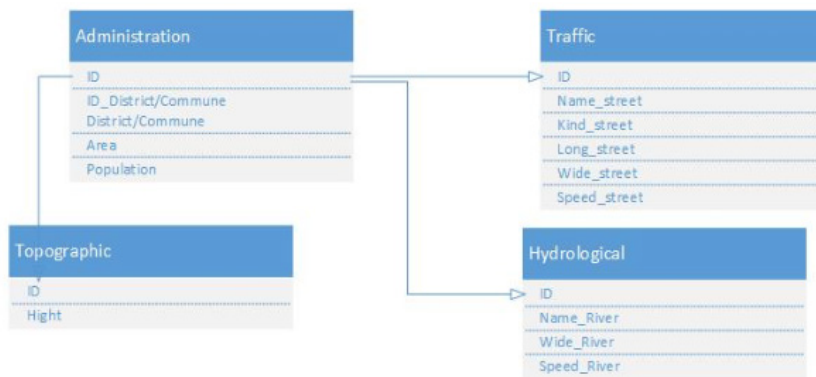 Administration
ID
ID_District/Commune
District/Commune
Area
Population
Traffic
ID
Name_street
Kind_street
Long_street
Wide_street
Speed_street
Topographic
ID
Hight
Hydrological
ID
Name_River
Wide_River
Speed_River